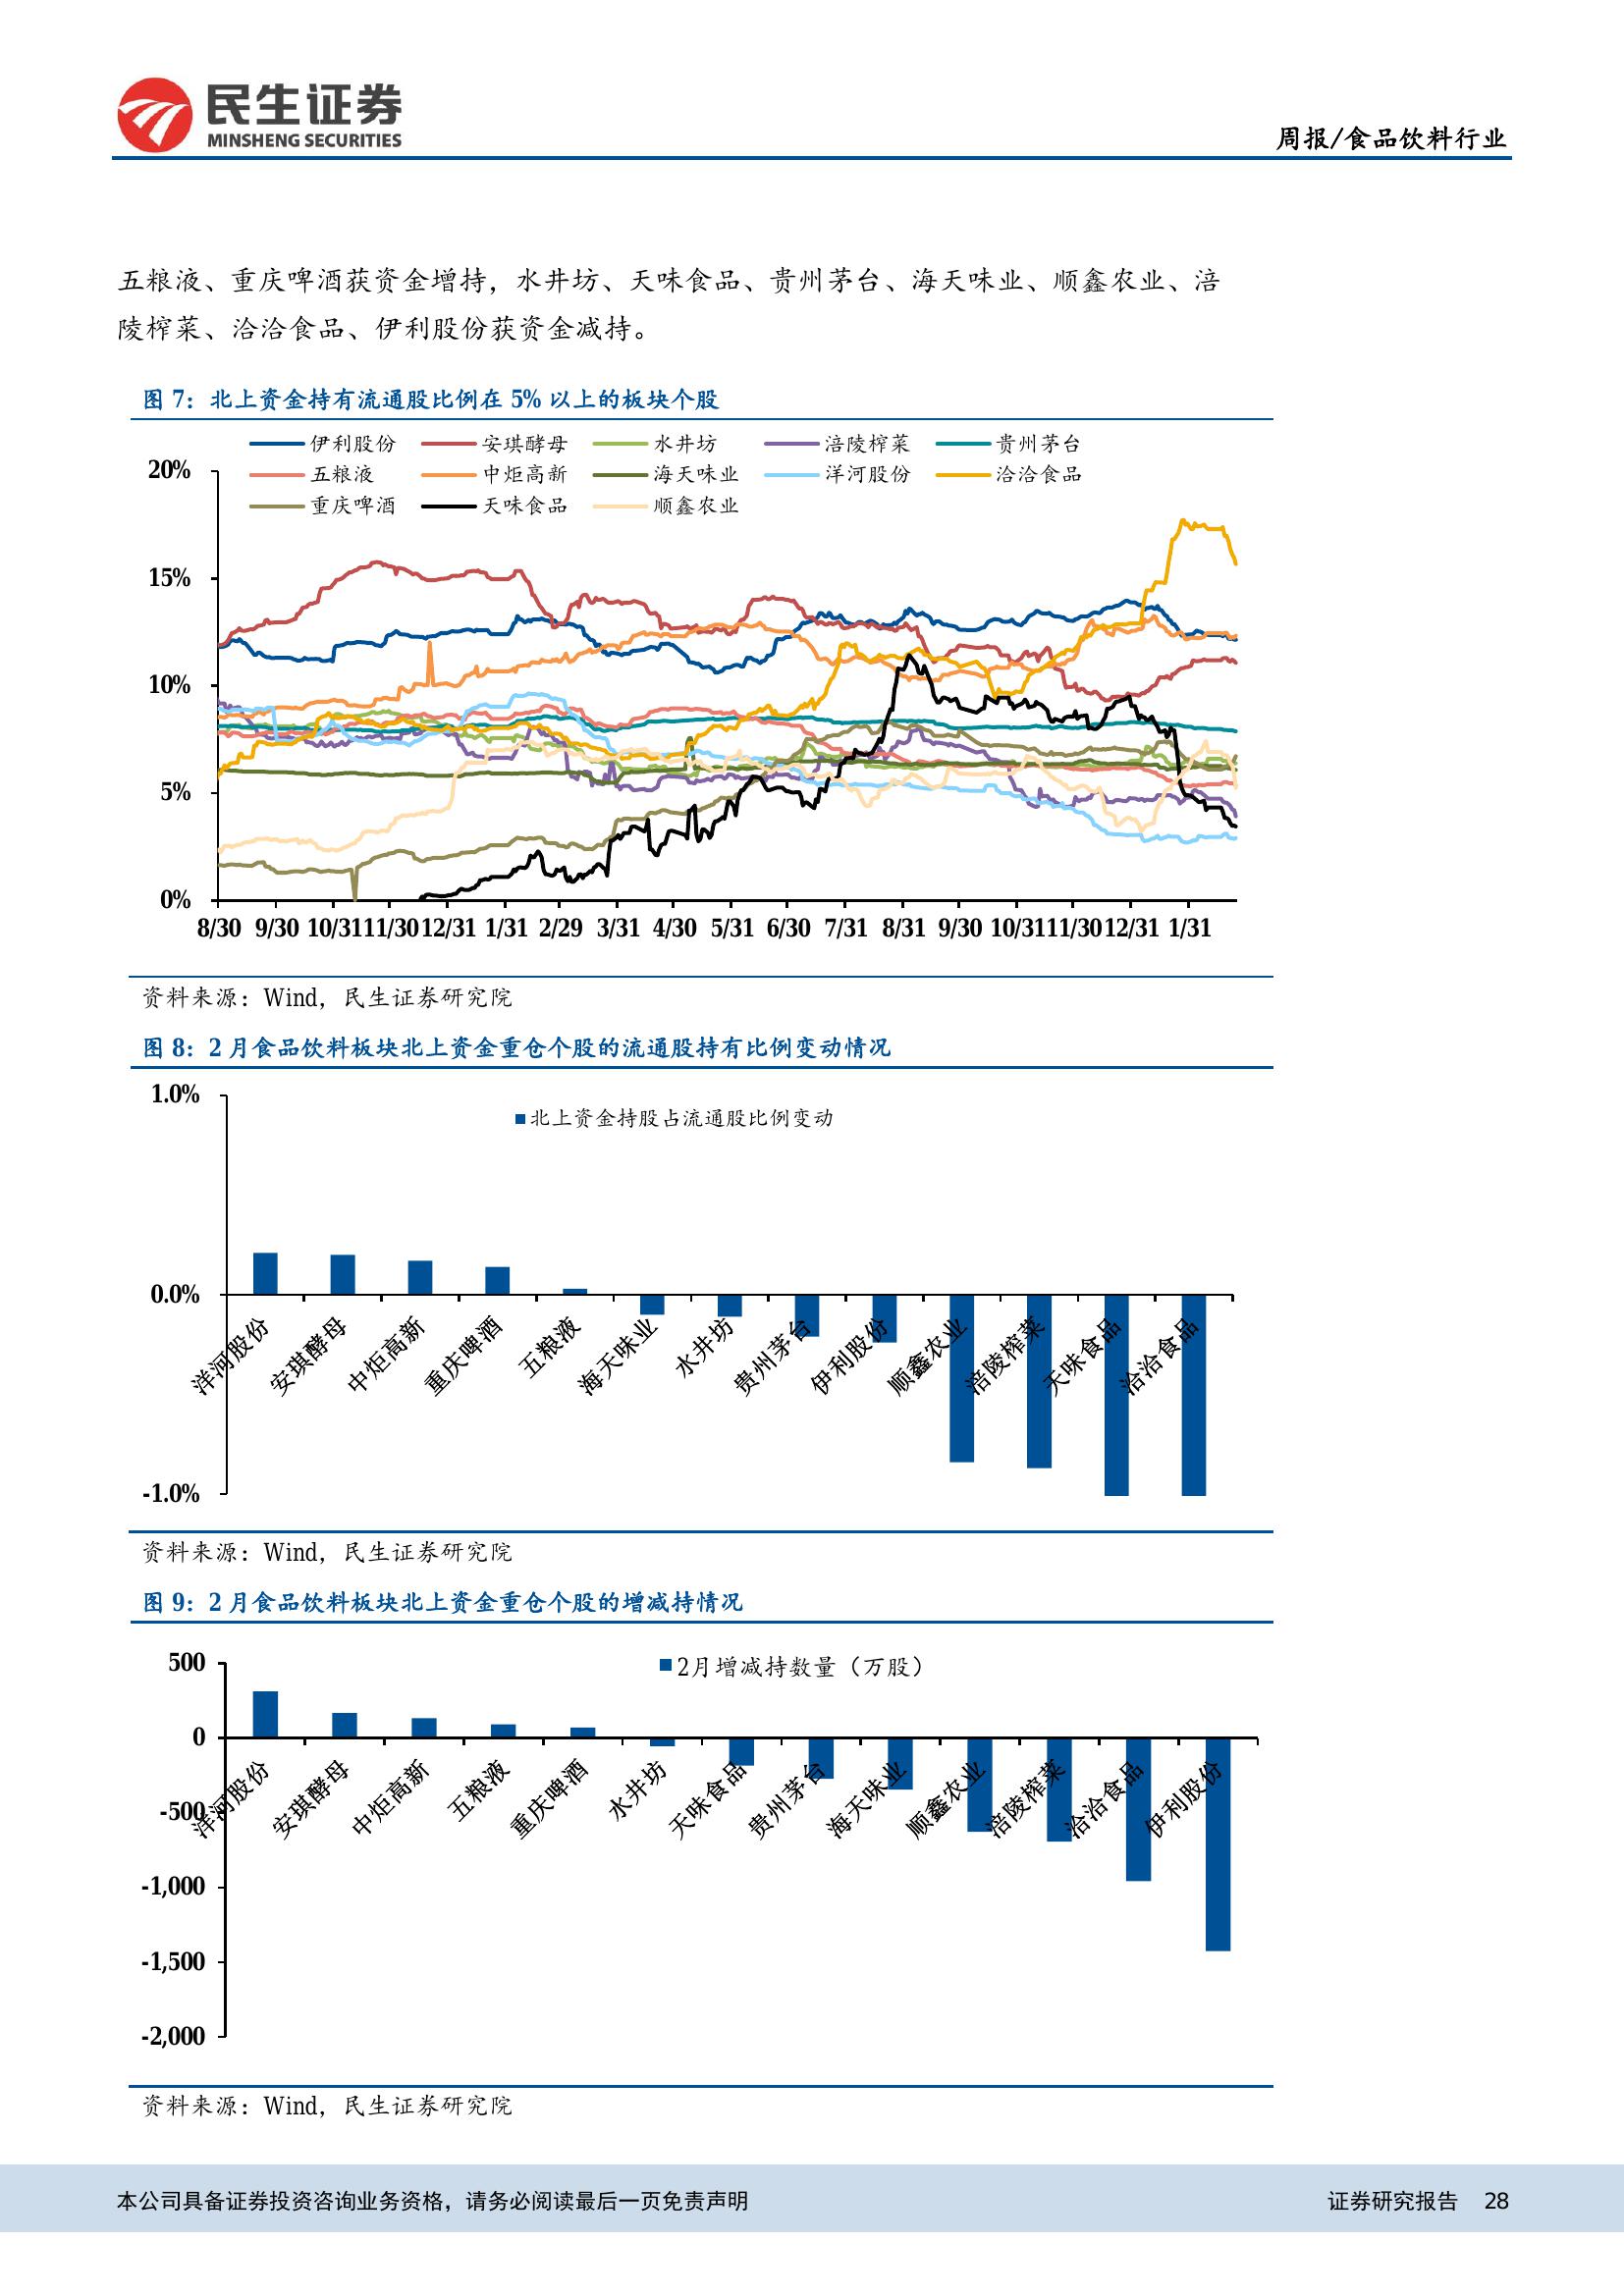 民生证券
MINSHENG SECURITIES
周报/食品饮料行业
五粮液、重庆啤酒获资金增持，水井坊、天味食品、贵州茅台、海天味业、顺鑫农业、涪
陵榨菜、洽洽食品、伊利股份获资金减持。
图 7：北上资金持有流通股比例在 5%以上的板块个股
伊利股份 安琪酵母 水井坊 涪陵榨菜 贵州茅台
五粮液 中炬高新 海天味业 洋河股份 洽洽食品
重庆啤酒 天味食品 顺鑫农业
20%
15%
10%
5%
0%
8/30 9/30 10/31 11/30 12/31 1/31 2/29 3/31 4/30 5/31 6/30 7/31 8/31 9/30 10/31 11/30 12/31 1/31
资料来源：Wind，民生证券研究院
图 8：2 月食品饮料板块北上资金重仓个股的流通股持有比例变动情况
北上资金持股占流通股比例变动
1.0%
0.0%
-1.0%
洋河股份 安琪酵母 中炬高新 重庆啤酒 五粮液 海天味业 水井坊 贵州茅台 伊利股份 顺鑫农业 涪陵榨菜 天味食品 洽洽食品
资料来源：Wind，民生证券研究院
图 9：2 月食品饮料板块北上资金重仓个股的增减持情况
2月增减持数量（万股）
500
0
-500
-1,000
-1,500
-2,000
洋河股份 安琪酵母 中炬高新 五粮液 重庆啤酒 水井坊 天味食品 贵州茅台 海天味业 顺鑫农业 涪陵榨菜 洽洽食品 伊利股份
资料来源：Wind，民生证券研究院
本公司具备证券投资咨询业务资格，请务必阅读最后一页免责声明
证券研究报告 28